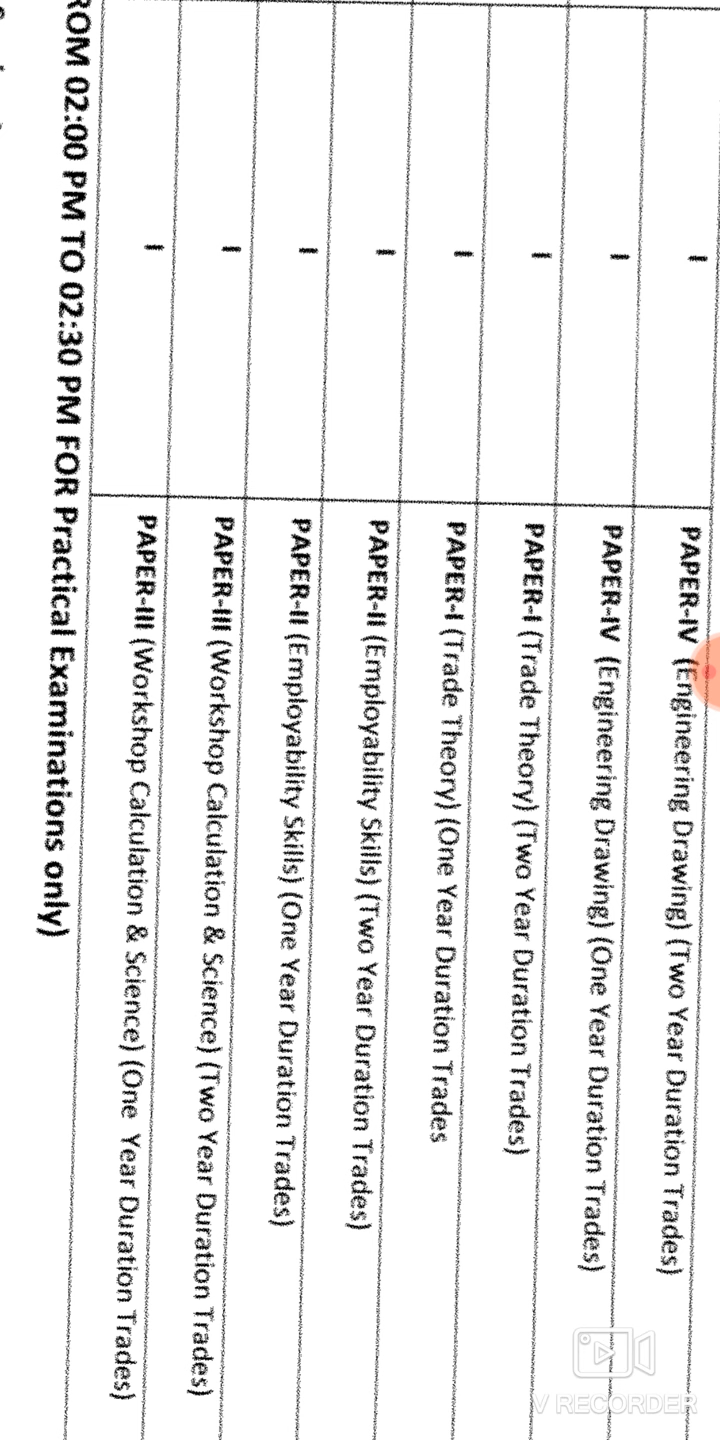 I PAPER-IV (Engineering Drawing) (Two Year Duration Trades)
I PAPER-IV (Engineering Drawing) (One Year Duration Trades)
I PAPER-I (Trade Theory) (Two Year Duration Trades)
I PAPER-I (Trade Theory) (One Year Duration Trades
I PAPER-II (Employability Skills) (Two Year Duration Trades)
I PAPER-II (Employability Skills) (One Year Duration Trades)
I PAPER-III (Workshop Calculation & Science) (Two Year Duration Trades)
I PAPER-III (Workshop Calculation & Science) (One Year Duration Trades)
ROM 02:00 PM TO 02:30 PM FOR Practical Examinations only)
V RECORDER